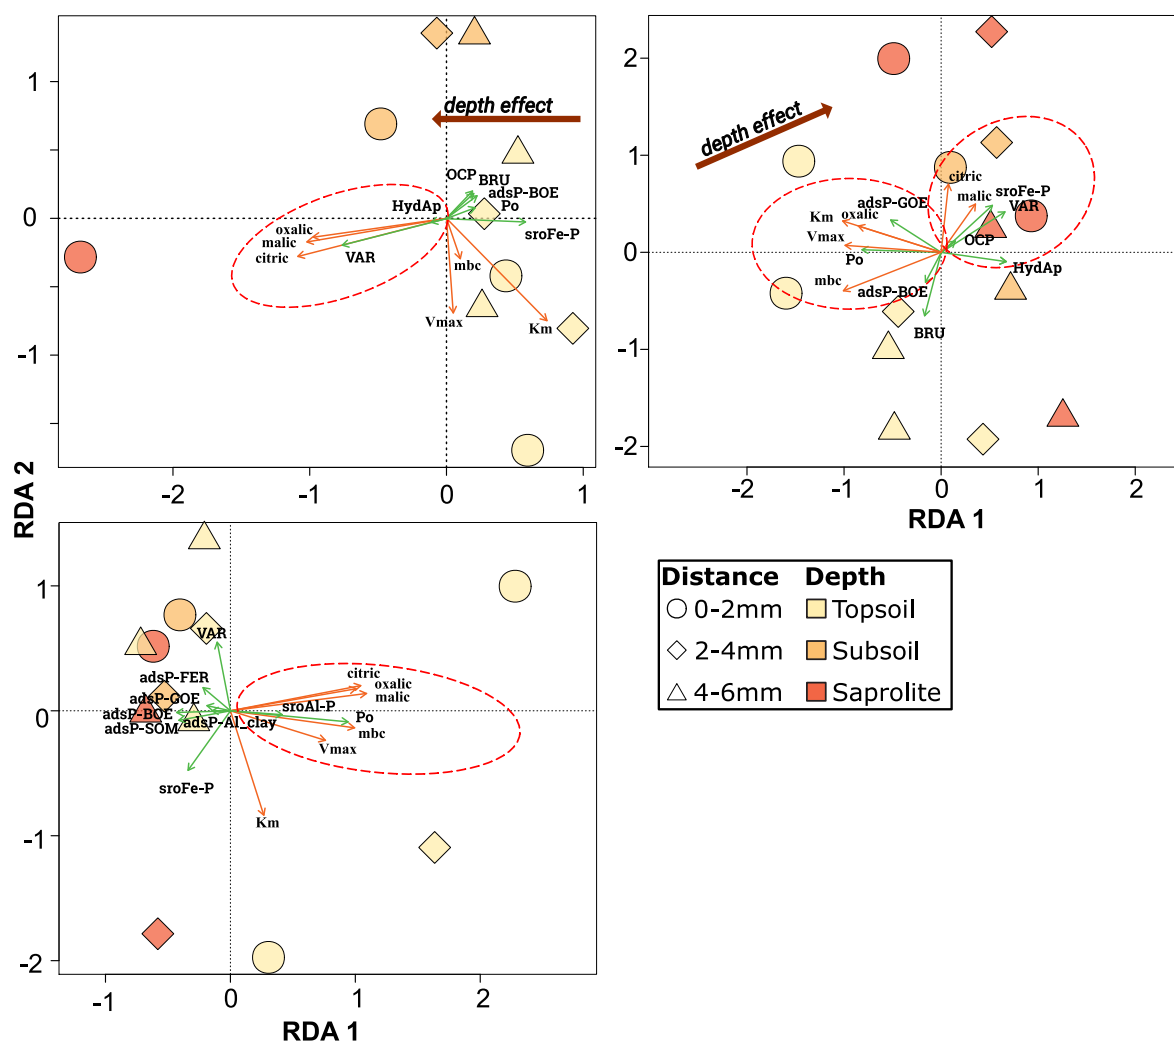 depth effect
1
0
-1
-2
-1
0
1
OCP
BRU
adsP-BOE
Po
HydAp
sroFe-P
oxalic
malic
citric
VAR
mbc
Vmax
Km
RDA 2
depth effect
2
1
0
-1
-2
-2
-1
0
1
2
RDA 1
citric
malic
sroFe-P
VAR
adsP-GOE
Km
oxalic
Vmax
OCP
Po
HydAp
mbc
adsP-BOE
BRU
1
0
-1
-2
-1
0
1
2
RDA 1
VAR
citric
adsP-FER
oxalic
adsP-GOE
malic
sroAl-P
adsP-BOE
Po
adsP-SOM
adsP-Al_clay
mbc
Vmax
sroFe-P
Km
Distance Depth
0-2mm Topsoil
2-4mm Subsoil
4-6mm Saprolite